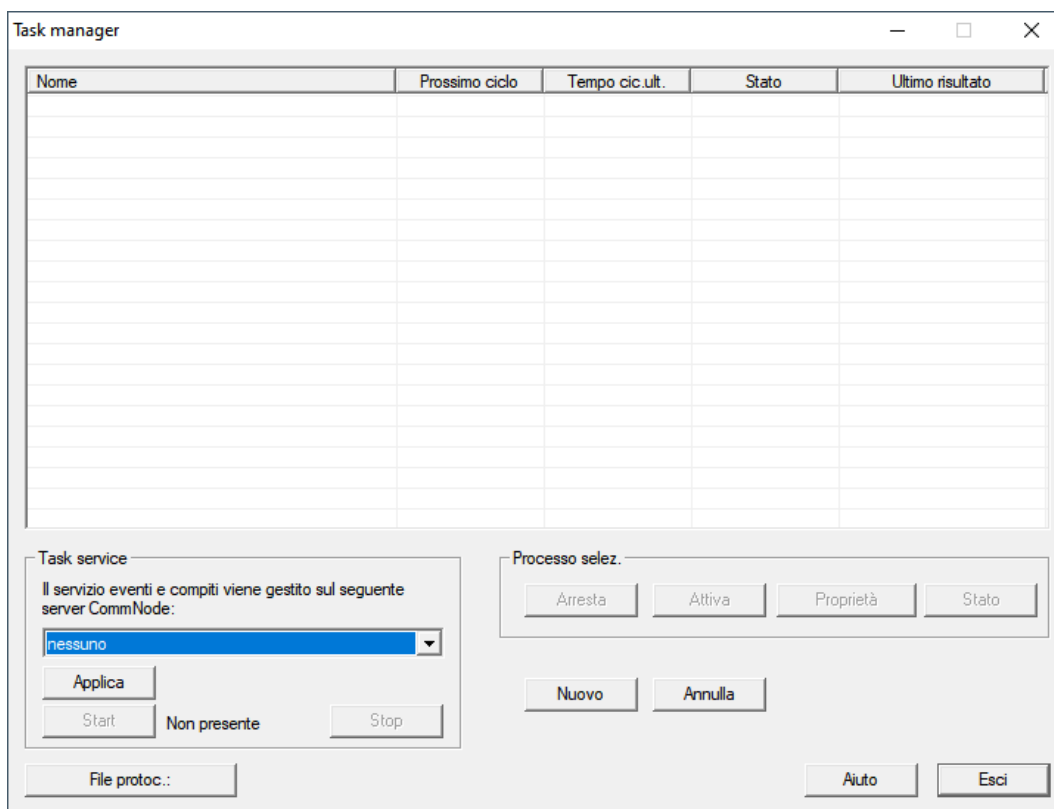 Task manager
Nome Prossimo ciclo Tempo cic.ult. Stato Ultimo risultato
Task service
Il servizio eventi e compiti viene gestito sul seguente
server CommNode:
nessuno
Applica
Start Non presente Stop
Processo selez.
Arresta Attiva Proprietà Stato
Nuovo Annulla
File protoc.: Aiuto Esci